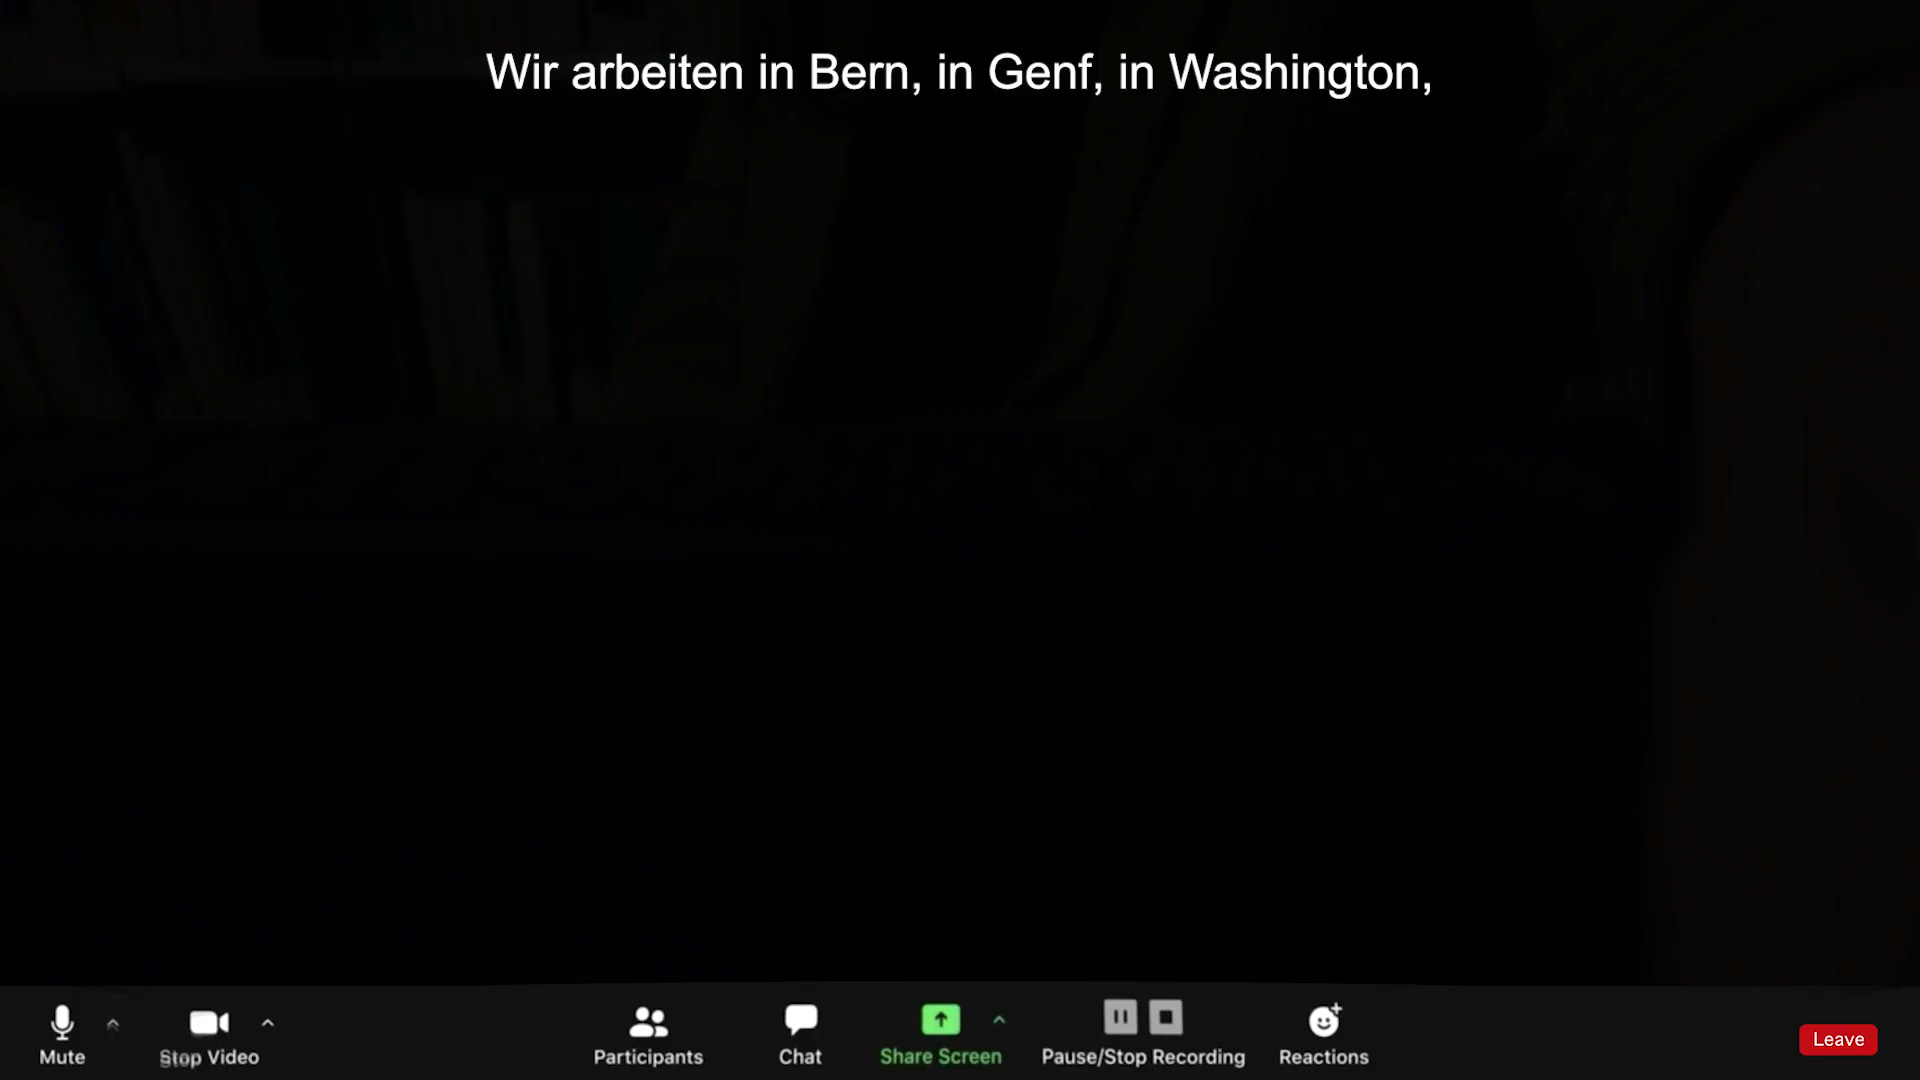 Wir arbeiten in Bern, in Genf, in Washington,
Mute
Stop Video
Participants
Chat
Share Screen
Pause/Stop Recording
Reactions
Leave